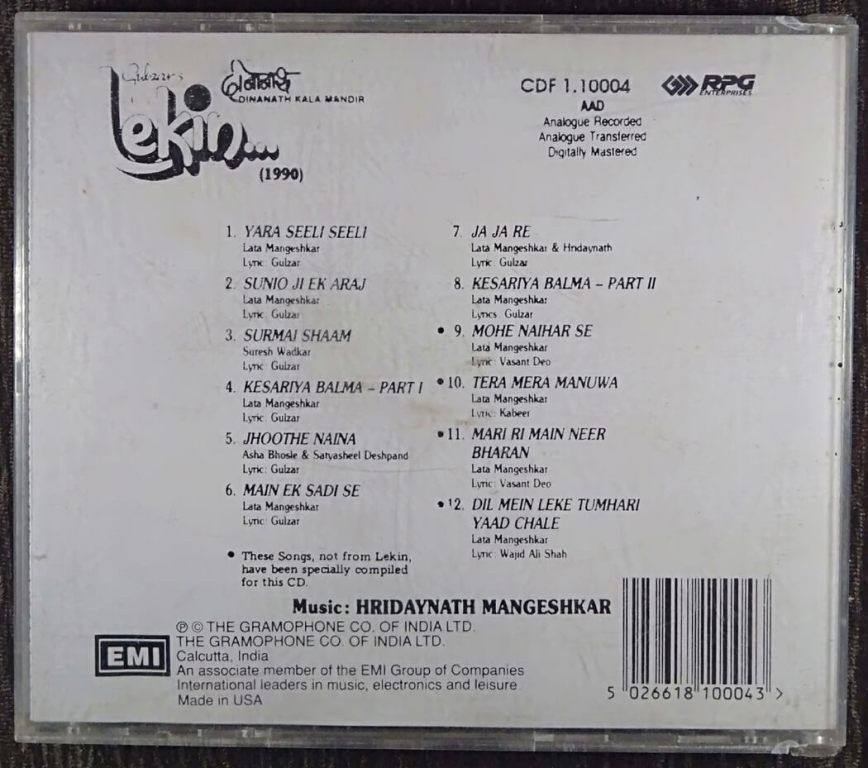 Gulzar's
Lekin...
(1990)
दीनानाथ
DINANATH KALA MANDIR
CDF 1.10004
AAD
Analogue Recorded
Analogue Transferred
Digitally Mastered
RPG
ENTERPRISES
1. YARA SEELI SEELI
Lata Mangeshkar
Lyric: Gulzar
2. SUNIO JI EK ARAJ
Lata Mangeshkar
Lyric: Gulzar
3. SURMAI SHAAM
Suresh Wadkar
Lyric: Gulzar
4. KESARIYA BALMA – PART I
Lata Mangeshkar
Lyric: Gulzar
5. JHOOTHE NAINA
Asha Bhosle & Satyasheel Deshpand
Lyric: Gulzar
6. MAIN EK SADI SE
Lata Mangeshkar
Lyric: Gulzar
• These Songs, not from Lekin,
have been specially compiled
for this CD.
7. JA JA RE
Lata Mangeshkar & Hridaynath
Lyric: Gulzar
8. KESARIYA BALMA – PART II
Lata Mangeshkar
Lyrics: Gulzar
• 9. MOHE NAIHAR SE
Lata Mangeshkar
Lyric: Vasant Deo
• 10. TERA MERA MANUWA
Lata Mangeshkar
Lyric: Kabeer
• 11. MARI RI MAIN NEER
BHARAN
Lata Mangeshkar
Lyric: Vasant Deo
• 12. DIL MEIN LEKE TUMHARI
YAAD CHALE
Lata Mangeshkar
Lyric: Wajid Ali Shah
Music: HRIDAYNATH MANGESHKAR
EMI
℗ © THE GRAMOPHONE CO. OF INDIA LTD.
THE GRAMOPHONE CO. OF INDIA LTD.
Calcutta, India
An associate member of the EMI Group of Companies
International leaders in music, electronics and leisure
Made in USA
5 026618 100043 >